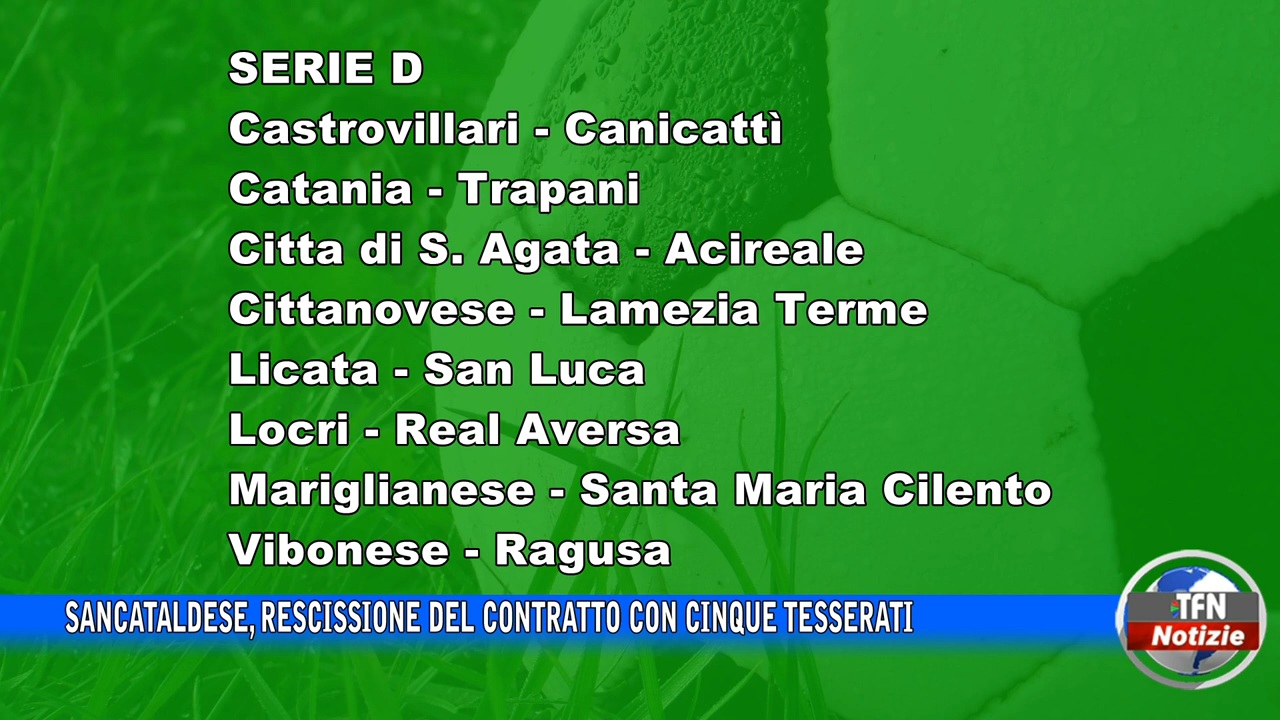 SERIE D
Castrovillari - Canicattì
Catania - Trapani
Citta di S. Agata - Acireale
Cittanovese - Lamezia Terme
Licata - San Luca
Locri - Real Aversa
Mariglianese - Santa Maria Cilento
Vibonese - Ragusa
SANCATALDESE, RESCISSIONE DEL CONTRATTO CON CINQUE TESSERATI
TFN
Notizie